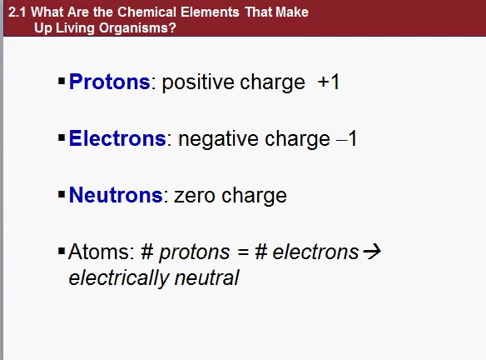 2.1 What Are the Chemical Elements That Make
Up Living Organisms?
▪Protons: positive charge +1
▪Electrons: negative charge –1
▪Neutrons: zero charge
▪Atoms: # protons = # electrons→
electrically neutral